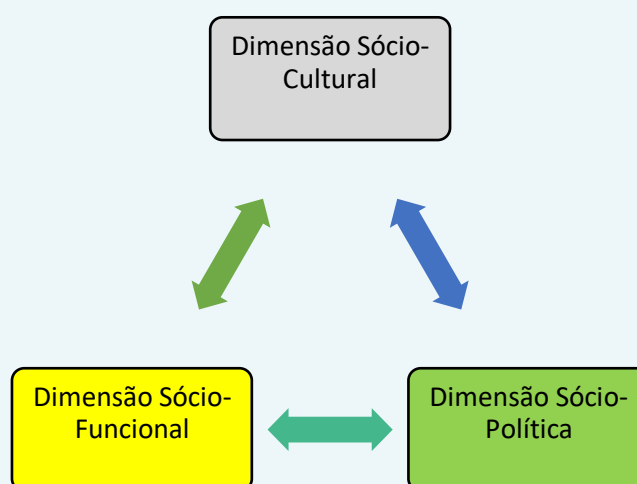 Dimensão Sócio-
Cultural
Dimensão Sócio-
Funcional
Dimensão Sócio-
Política